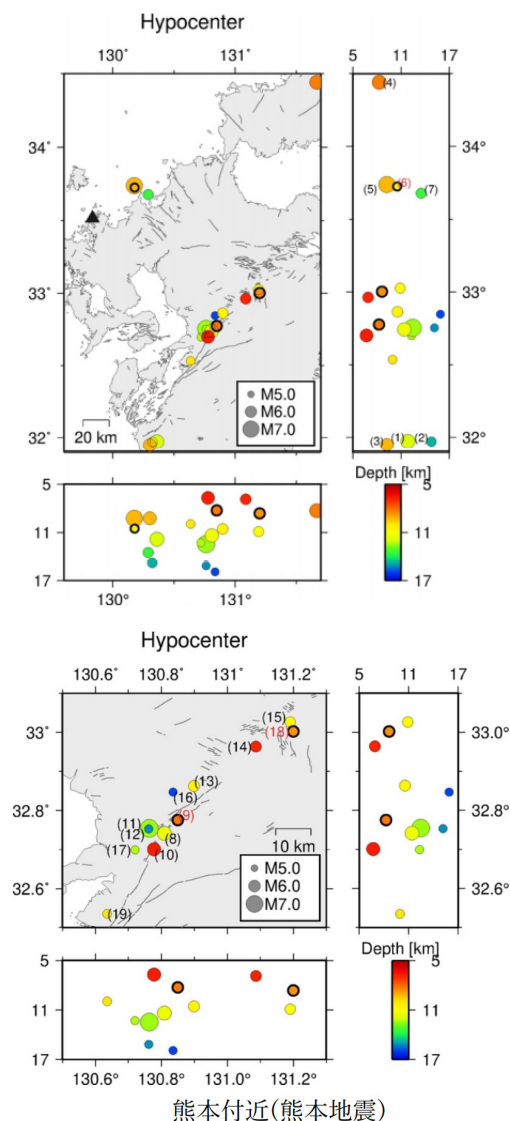 Hypocenter
130° 131° 5 11 17
(4)
34° 34°
(5) (6) (7)
33° 33°
M5.0
M6.0
M7.0
20 km
32° 32°
(3) (1) (2)
Depth [km]
5 5
11 11
17 17
130° 131°
Hypocenter
130.6° 130.8° 131.0° 131.2° 5 11 17
(15)
33.0° (18) 33.0°
(14)
(13)
(16)
32.8° (9) 32.8°
(11)
(12) (8) 10 km
(17) (10)
M5.0
M6.0
M7.0
32.6° 32.6°
(19)
Depth [km]
5 5
11 11
17 17
130.6° 130.8° 131.0° 131.2°
熊本付近(熊本地震)